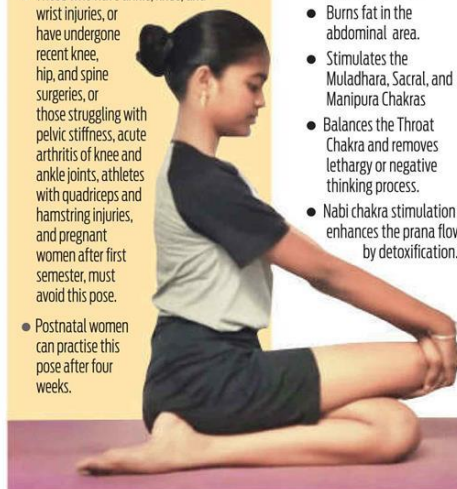 wrist injuries, or
have undergone
recent knee,
hip, and spine
surgeries, or
those struggling with
pelvic stiffness, acute
arthritis of knee and
ankle joints, athletes
with quadriceps and
hamstring injuries,
and pregnant
women after first
semester, must
avoid this pose.
● Postnatal women
can practise this
pose after four
weeks.
● Burns fat in the
abdominal area.
● Stimulates the
Muladhara, Sacral, and
Manipura Chakras
● Balances the Throat
Chakra and removes
lethargy or negative
thinking process.
● Nabi chakra stimulation
enhances the prana flow
by detoxification.